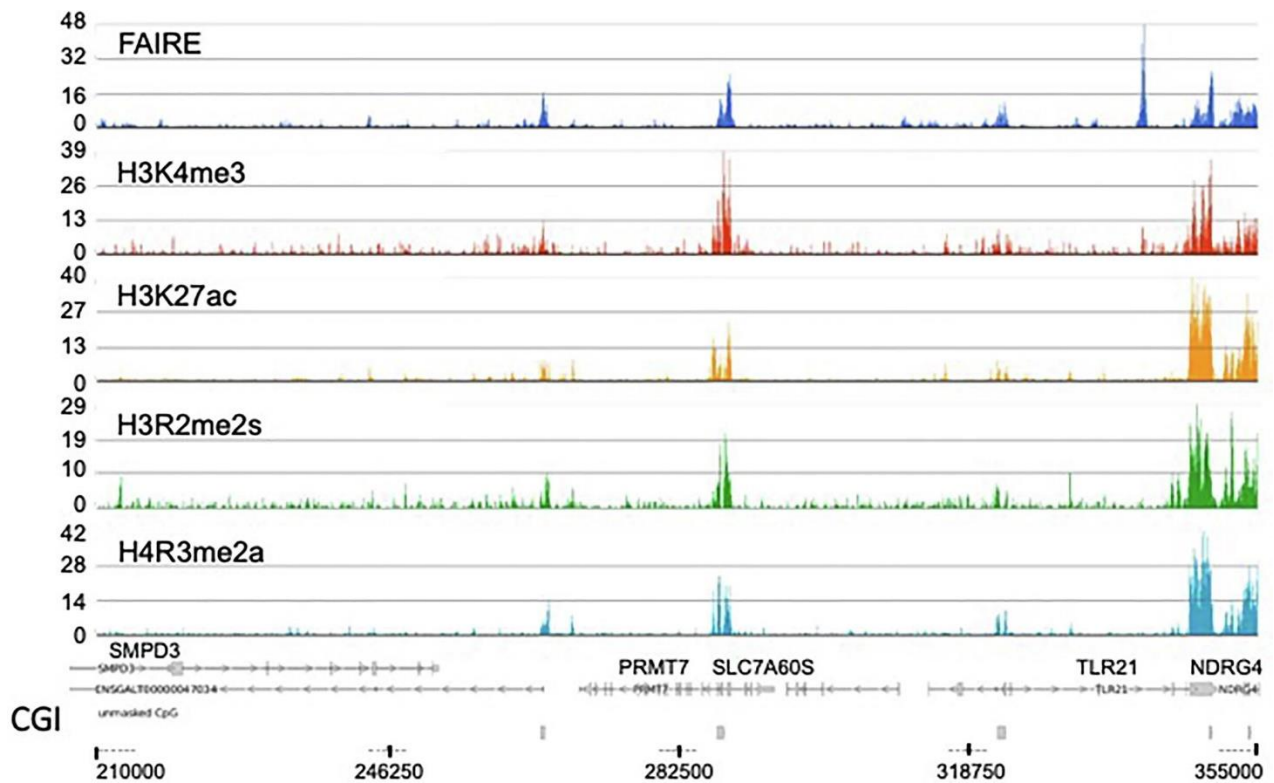 48
FAIRE
32
16
0
39
H3K4me3
26
13
0
40
H3K27ac
27
13
0
29
H3R2me2s
19
10
0
42
H4R3me2a
28
14
0
SMPD3
PRMT7 SLC7A60S TLR21 NDRG4
SMPD3
ENSGALT00000047034 PRMT7 TLR21 NDRG4
unmasked CpG
CGI
210000 246250 282500 318750 355000